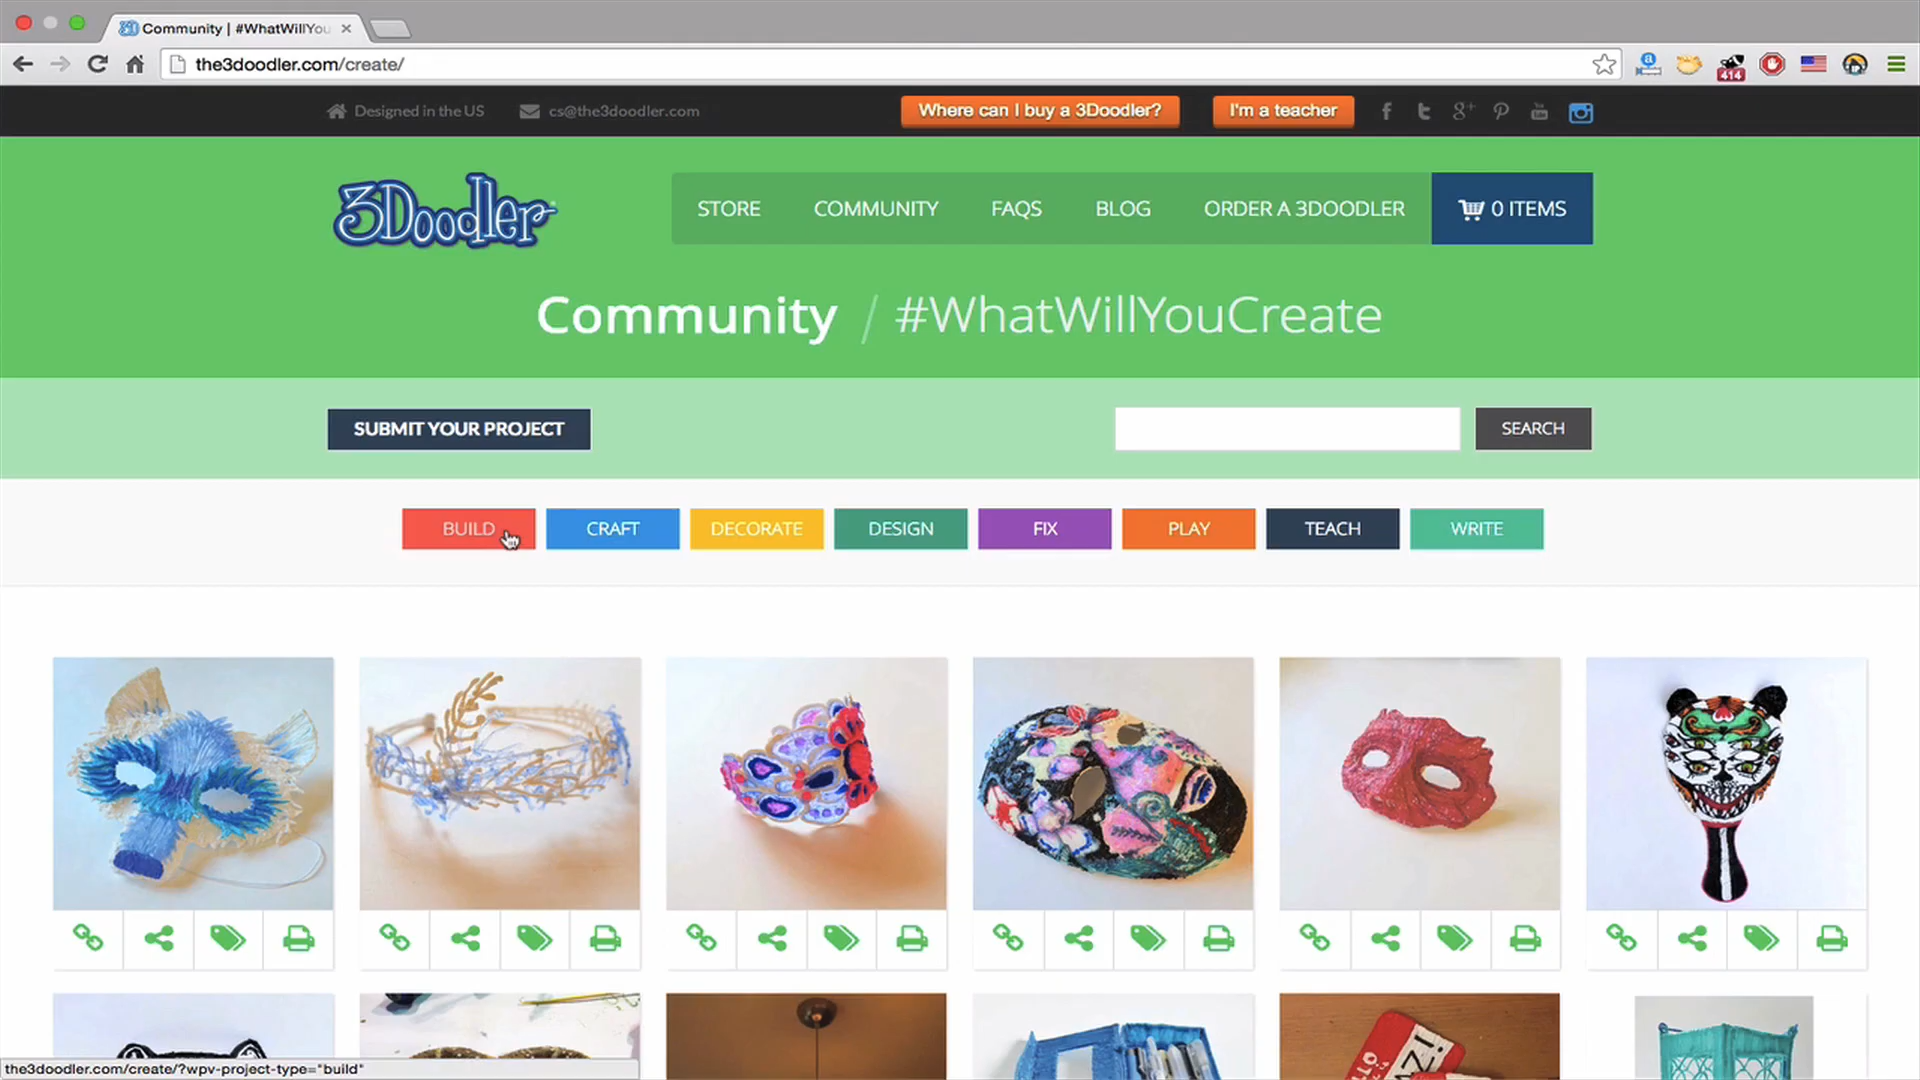 Community | #WhatWillYou
the3doodler.com/create/
414
Designed in the US
cs@the3doodler.com
Where can I buy a 3Doodler?
I'm a teacher
3Doodler
STORE
COMMUNITY
FAQS
BLOG
ORDER A 3DOODLER
0 ITEMS
Community / #WhatWillYouCreate
SUBMIT YOUR PROJECT
SEARCH
BUILD
CRAFT
DECORATE
DESIGN
FIX
PLAY
TEACH
WRITE
the3doodler.com/create/?wpv-project-type="build"